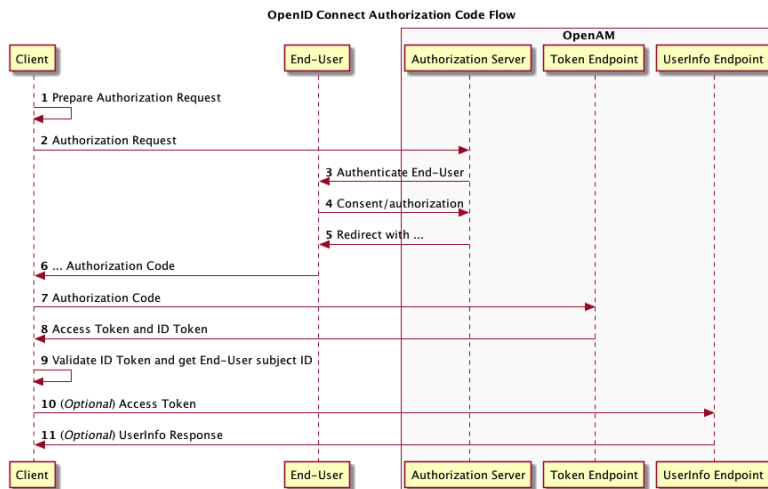 OpenID Connect Authorization Code Flow
OpenAM
Client End-User Authorization Server Token Endpoint UserInfo Endpoint
1 Prepare Authorization Request
2 Authorization Request
3 Authenticate End-User
4 Consent/authorization
5 Redirect with ...
6 ... Authorization Code
7 Authorization Code
8 Access Token and ID Token
9 Validate ID Token and get End-User subject ID
10 (Optional) Access Token
11 (Optional) UserInfo Response
Client End-User Authorization Server Token Endpoint UserInfo Endpoint